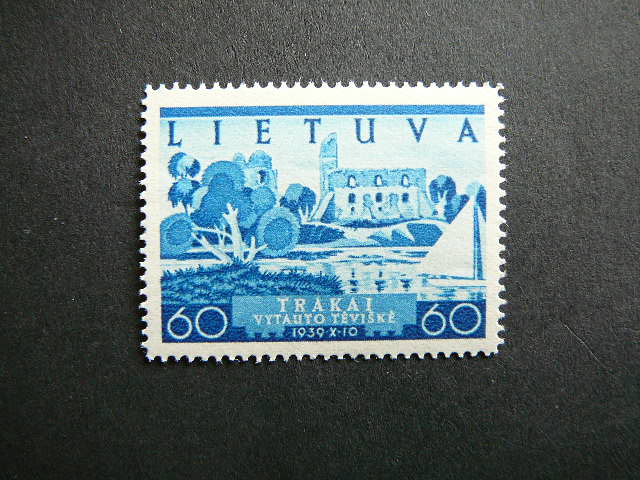 LIETUVA
TRAKAI
VYTAUTO TĖVIŠKĖ
60 1939 X·10 60